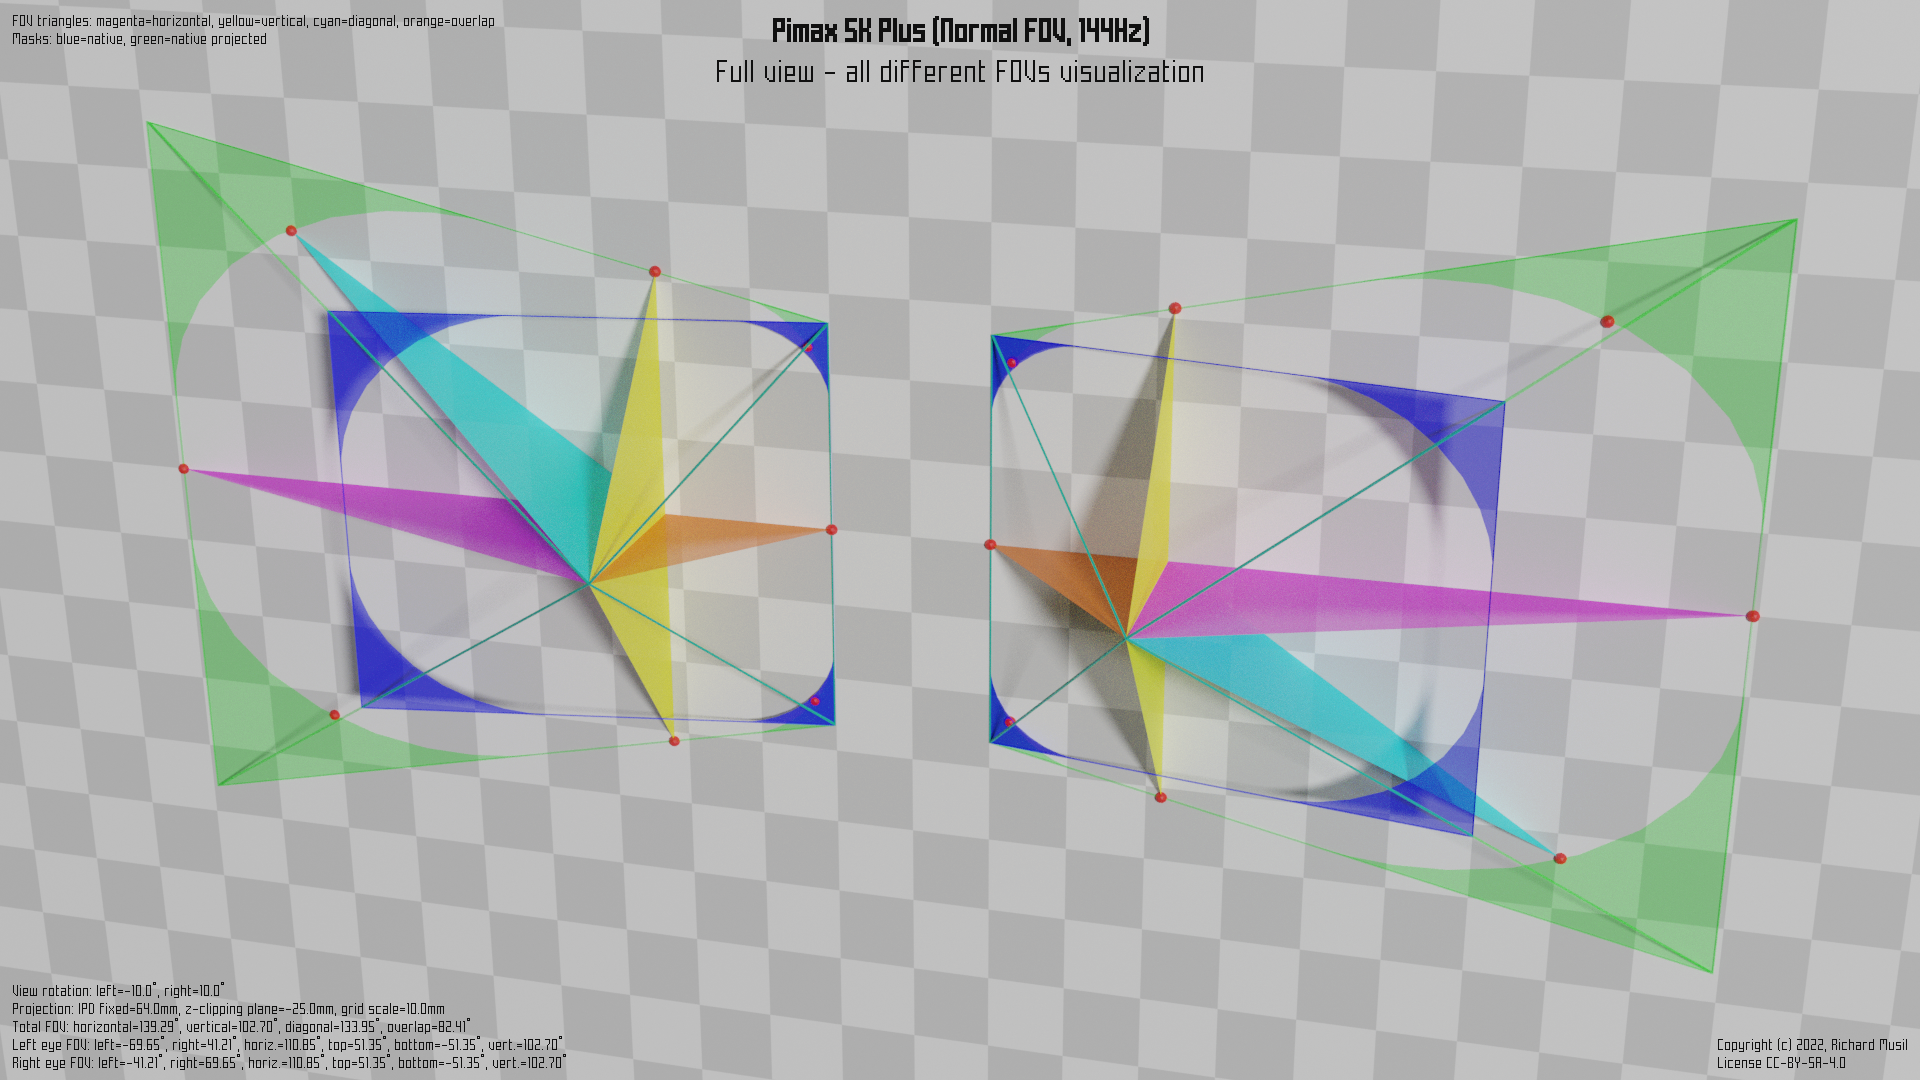 FOV triangles: magenta=horizontal, yellow=vertical, cyan=diagonal, orange=overlap
Masks: blue=native, green=native projected
Pimax 5K Plus (Normal FOV, 144Hz)
Full view - all different FOVs visualization
View rotation: left=-10.0°, right=10.0°
Projection: IPD fixed=64.0mm, z-clipping plane=-25.0mm, grid scale=10.0mm
Total FOV: horizontal=139.29°, vertical=102.70°, diagonal=133.95°, overlap=82.41°
Left eye FOV: left=-69.65°, right=41.21°, horiz.=110.85°, top=51.35°, bottom=-51.35°, vert.=102.70°
Right eye FOV: left=-41.21°, right=69.65°, horiz.=110.85°, top=51.35°, bottom=-51.35°, vert.=102.70°
Copyright (c) 2022, Richard Musil
License CC-BY-SA-4.0